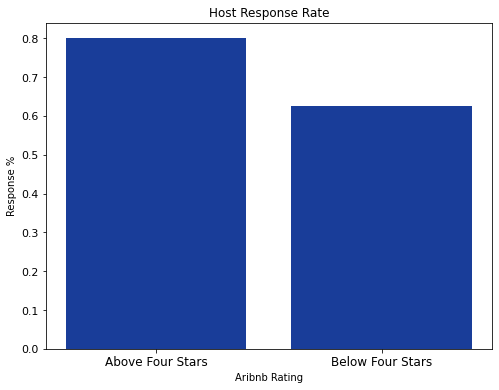 Host Response Rate
0.8
0.7
0.6
0.5
0.4
0.3
0.2
0.1
0.0
Response %
Above Four Stars
Below Four Stars
Aribnb Rating